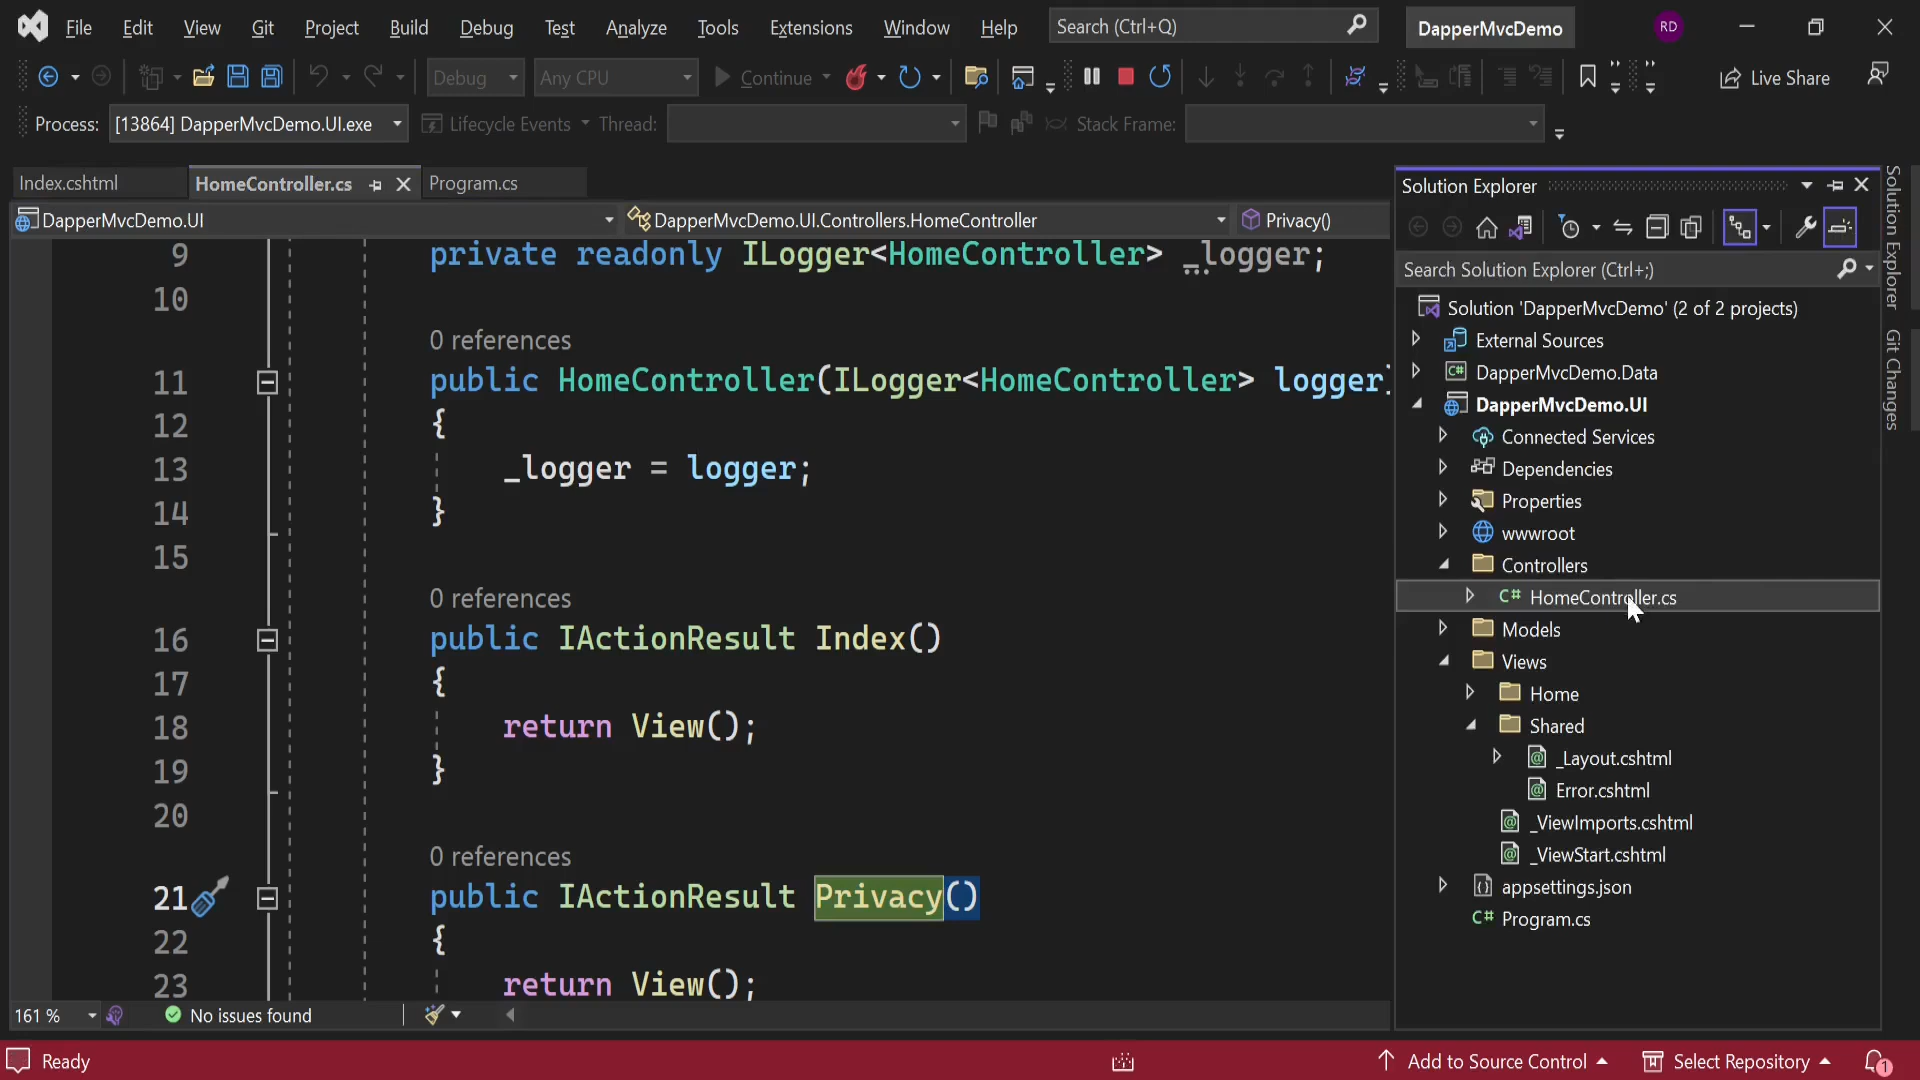 File Edit View Git Project Build Debug Test Analyze Tools Extensions Window Help Search (Ctrl+Q) DapperMvcDemo RD
Debug Any CPU Continue Live Share
Process: [13864] DapperMvcDemo.UI.exe Lifecycle Events Thread: Stack Frame:
Index.cshtml HomeController.cs Program.cs
DapperMvcDemo.UI DapperMvcDemo.UI.Controllers.HomeController Privacy()
9 private readonly ILogger<HomeController> _logger;
10
0 references
11 public HomeController(ILogger<HomeController> logger)
12 {
13 _logger = logger;
14 }
15
0 references
16 public IActionResult Index()
17 {
18 return View();
19 }
20
0 references
21 public IActionResult Privacy()
22 {
23 return View();
161 % No issues found
Solution Explorer
Search Solution Explorer (Ctrl+;)
Solution 'DapperMvcDemo' (2 of 2 projects)
External Sources
C# DapperMvcDemo.Data
DapperMvcDemo.UI
Connected Services
Dependencies
Properties
wwwroot
Controllers
C# HomeController.cs
Models
Views
Home
Shared
_Layout.cshtml
Error.cshtml
_ViewImports.cshtml
_ViewStart.cshtml
appsettings.json
C# Program.cs
Solution Explorer
Git Changes
Ready Add to Source Control Select Repository 1